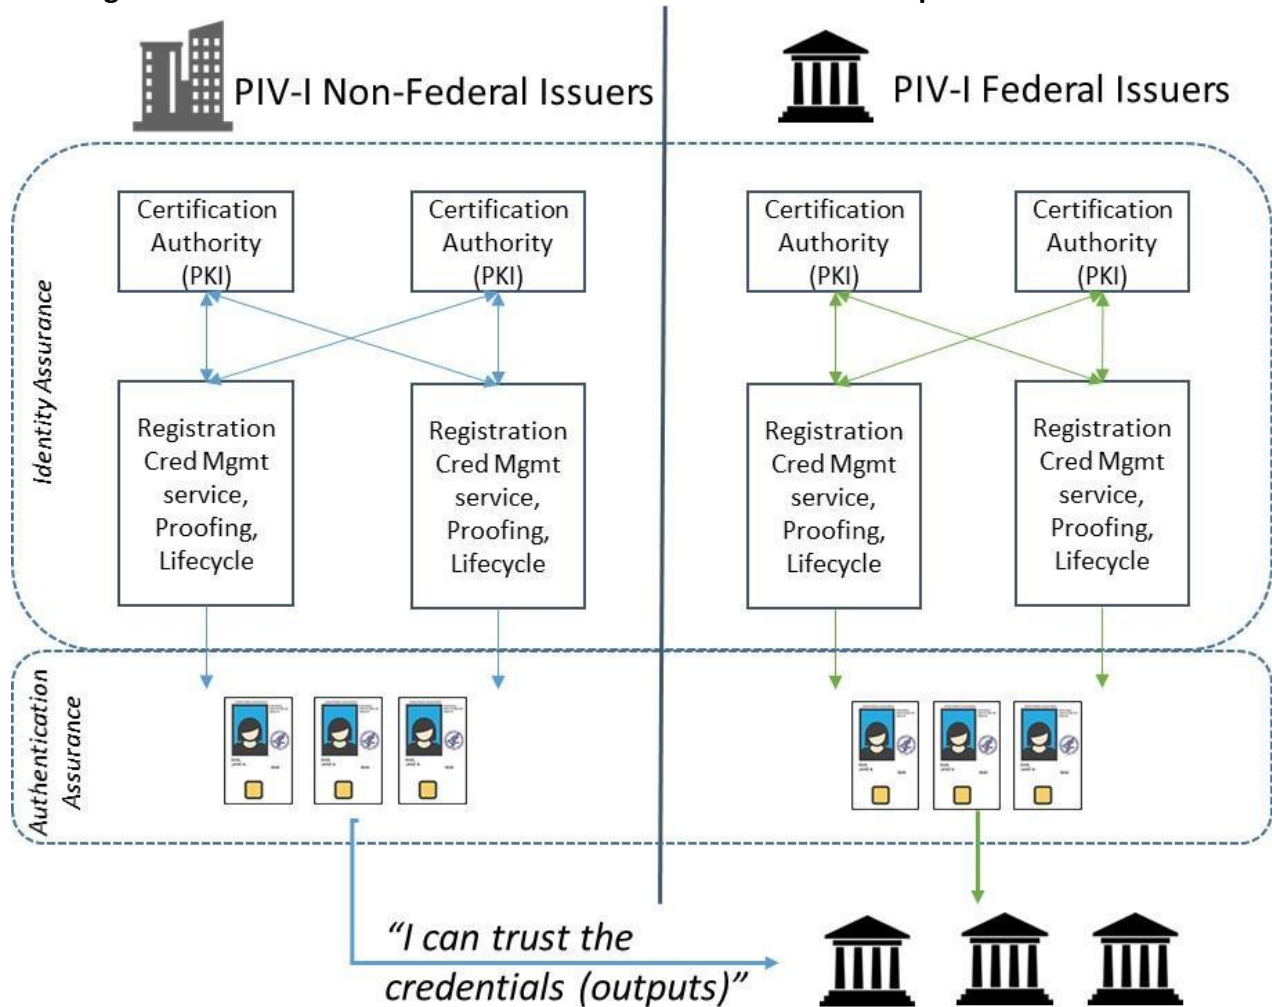 PIV-I Non-Federal Issuers
PIV-I Federal Issuers
Identity Assurance
Certification
Authority
(PKI)
Certification
Authority
(PKI)
Certification
Authority
(PKI)
Certification
Authority
(PKI)
Registration
Cred Mgmt
service,
Proofing,
Lifecycle
Registration
Cred Mgmt
service,
Proofing,
Lifecycle
Registration
Cred Mgmt
service,
Proofing,
Lifecycle
Registration
Cred Mgmt
service,
Proofing,
Lifecycle
Authentication
Assurance
“I can trust the
credentials (outputs)”